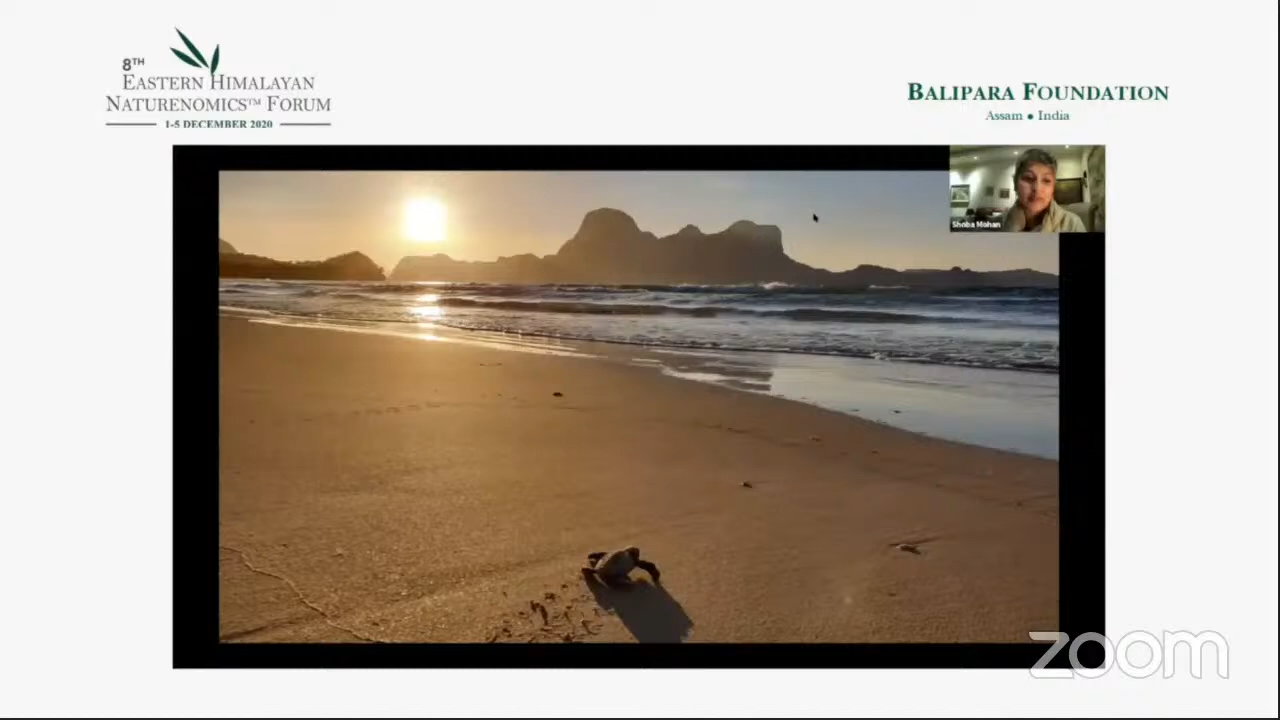 8TH
EASTERN HIMALAYAN
NATURENOMICS™ FORUM
1-5 DECEMBER 2020
BALIPARA FOUNDATION
Assam ● India
Shoba Mohan
zoom